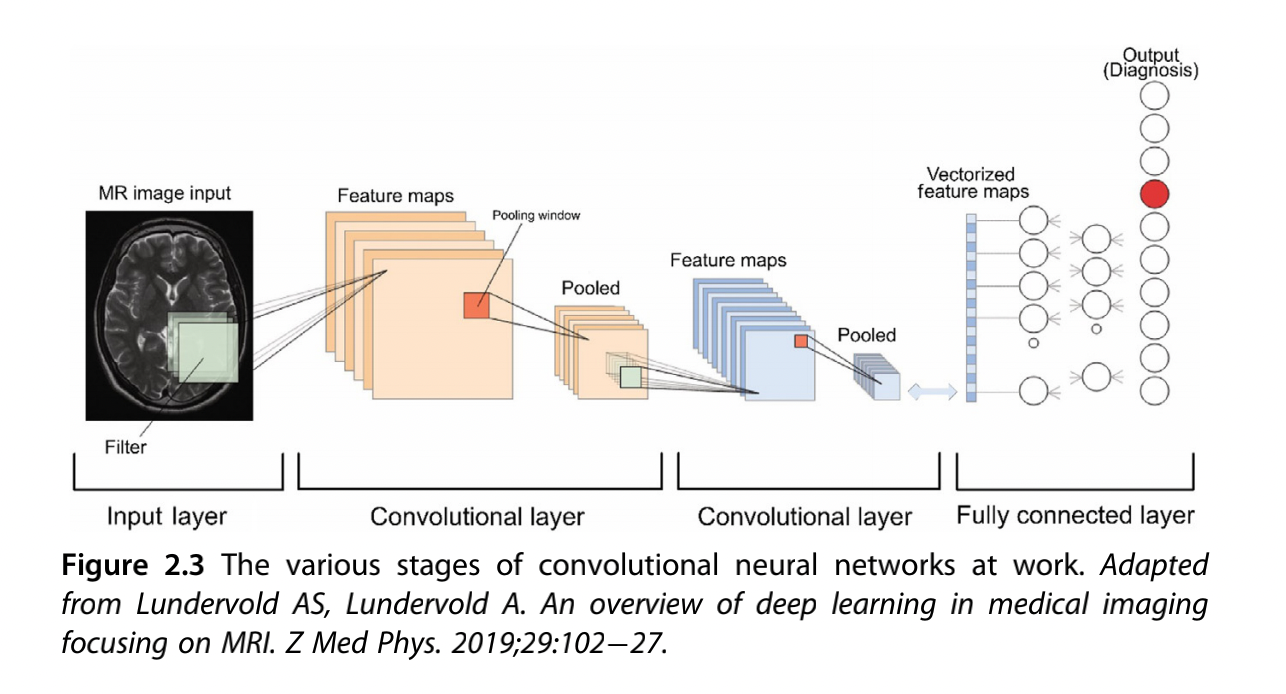 Output
(Diagnosis)
MR image input
Feature maps
Pooling window
Pooled
Feature maps
Pooled
Vectorized
feature maps
Filter
Input layer
Convolutional layer
Convolutional layer
Fully connected layer
Figure 2.3 The various stages of convolutional neural networks at work. Adapted
from Lundervold AS, Lundervold A. An overview of deep learning in medical imaging
focusing on MRI. Z Med Phys. 2019;29:102—27.